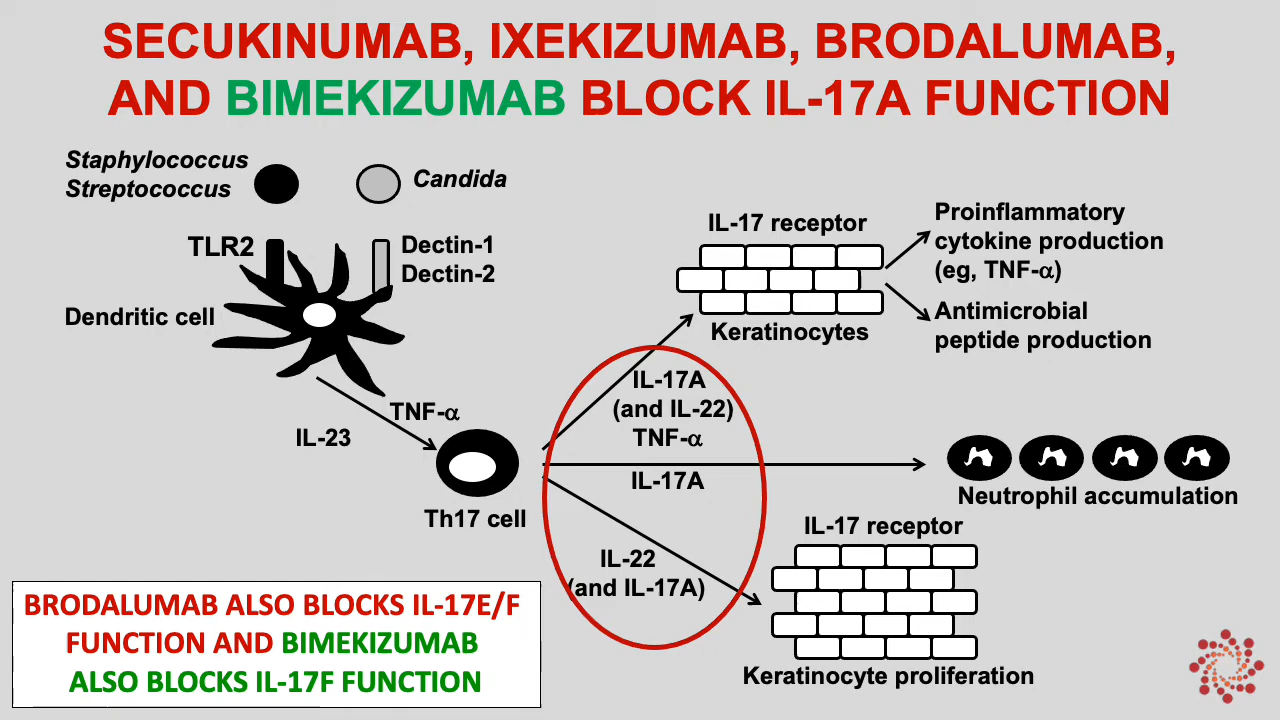 SECUKINUMAB, IXEKIZUMAB, BRODALUMAB,
AND BIMEKIZUMAB BLOCK IL-17A FUNCTION
Staphylococcus
Streptococcus
Candida
TLR2
Dectin-1
Dectin-2
Dendritic cell
TNF-α
IL-23
Th17 cell
IL-17 receptor
Keratinocytes
Proinflammatory
cytokine production
(eg, TNF-α)
Antimicrobial
peptide production
IL-17A
(and IL-22)
TNF-α
IL-17A
Neutrophil accumulation
IL-22
(and IL-17A)
IL-17 receptor
Keratinocyte proliferation
BRODALUMAB ALSO BLOCKS IL-17E/F
FUNCTION AND BIMEKIZUMAB
ALSO BLOCKS IL-17F FUNCTION